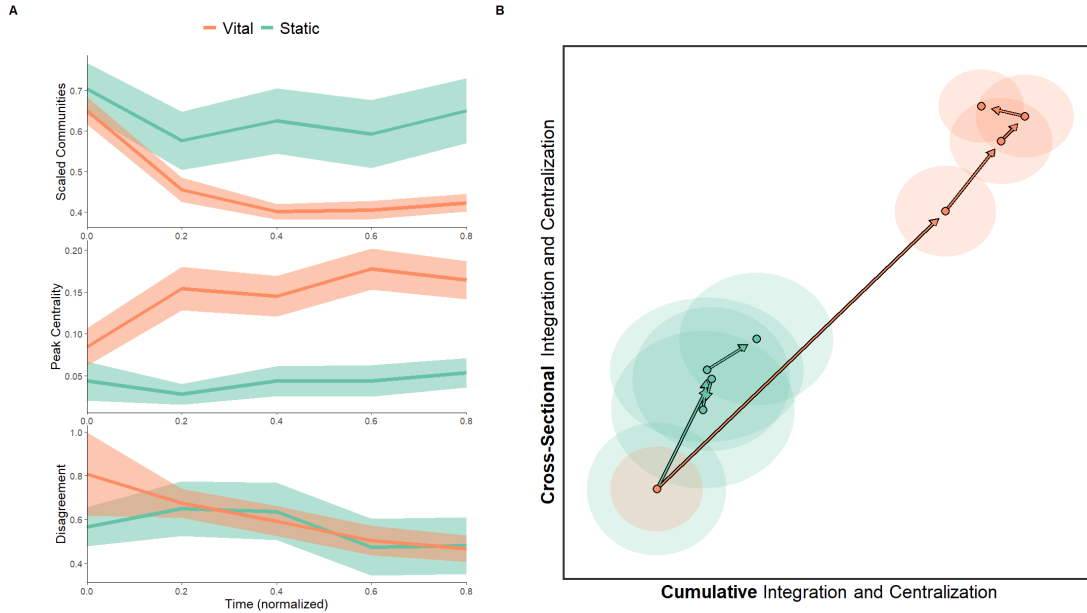 A
B
Vital Static
Scaled Communities
0.7
0.6
0.5
0.4
0.0 0.2 0.4 0.6 0.8
Peak Centrality
0.20
0.15
0.10
0.05
0.0 0.2 0.4 0.6 0.8
Disagreement
1.0
0.8
0.6
0.4
0.0 0.2 0.4 0.6 0.8
Time (normalized)
Cross-Sectional Integration and Centralization
Cumulative Integration and Centralization